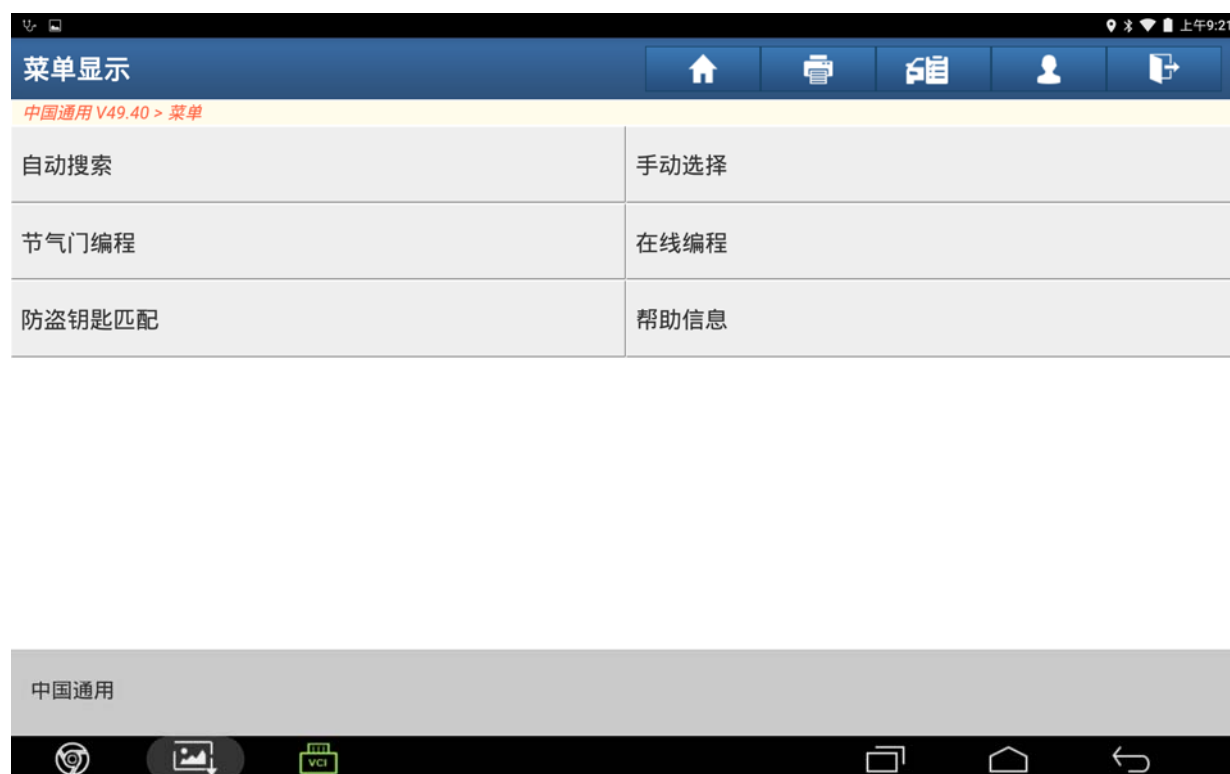 上午9:21
菜单显示
中国通用 V49.40 > 菜单
自动搜索
手动选择
节气门编程
在线编程
防盗钥匙匹配
帮助信息
中国通用
VCI